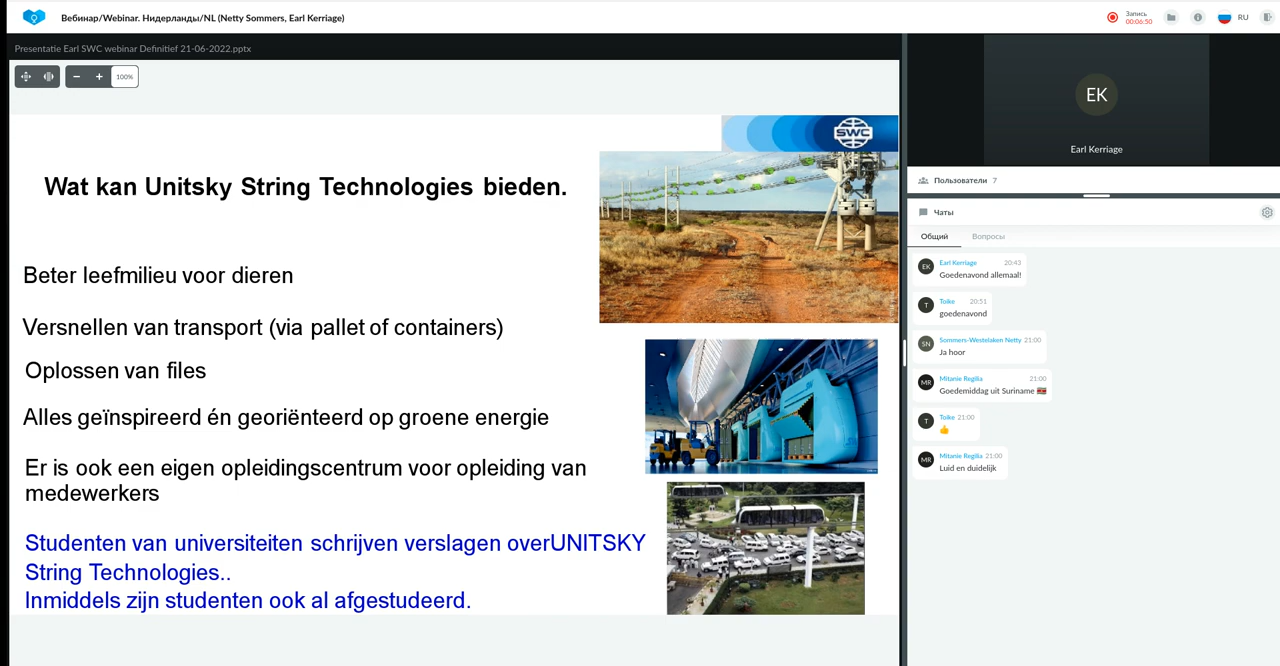 Вебинар/Webinar. Нидерланды/NL (Netty Sommers, Earl Kerriage)
Запись
00:06:50
RU
Presentatie Earl SWC webinar Definitief 21-06-2022.pptx
100%
SWC
Wat kan Unitsky String Technologies bieden.
Beter leefmilieu voor dieren
Versnellen van transport (via pallet of containers)
Oplossen van files
Alles geïnspireerd én georiënteerd op groene energie
Er is ook een eigen opleidingscentrum voor opleiding van
medewerkers
Studenten van universiteiten schrijven verslagen overUNITSKY
String Technologies..
Inmiddels zijn studenten ook al afgestudeerd.
EK
Earl Kerriage
Пользователи 7
Чаты
Общий Вопросы
EK
Earl Kerriage 20:43
Goedenavond allemaal!
T
Toike 20:51
goedenavond
SN
Sommers-Westelaken Netty 21:00
Ja hoor
MR
Mitanie Regilia 21:00
Goedemiddag uit Suriname 🇸🇷
T
Toike 21:00
👍
MR
Mitanie Regilia 21:00
Luid en duidelijk